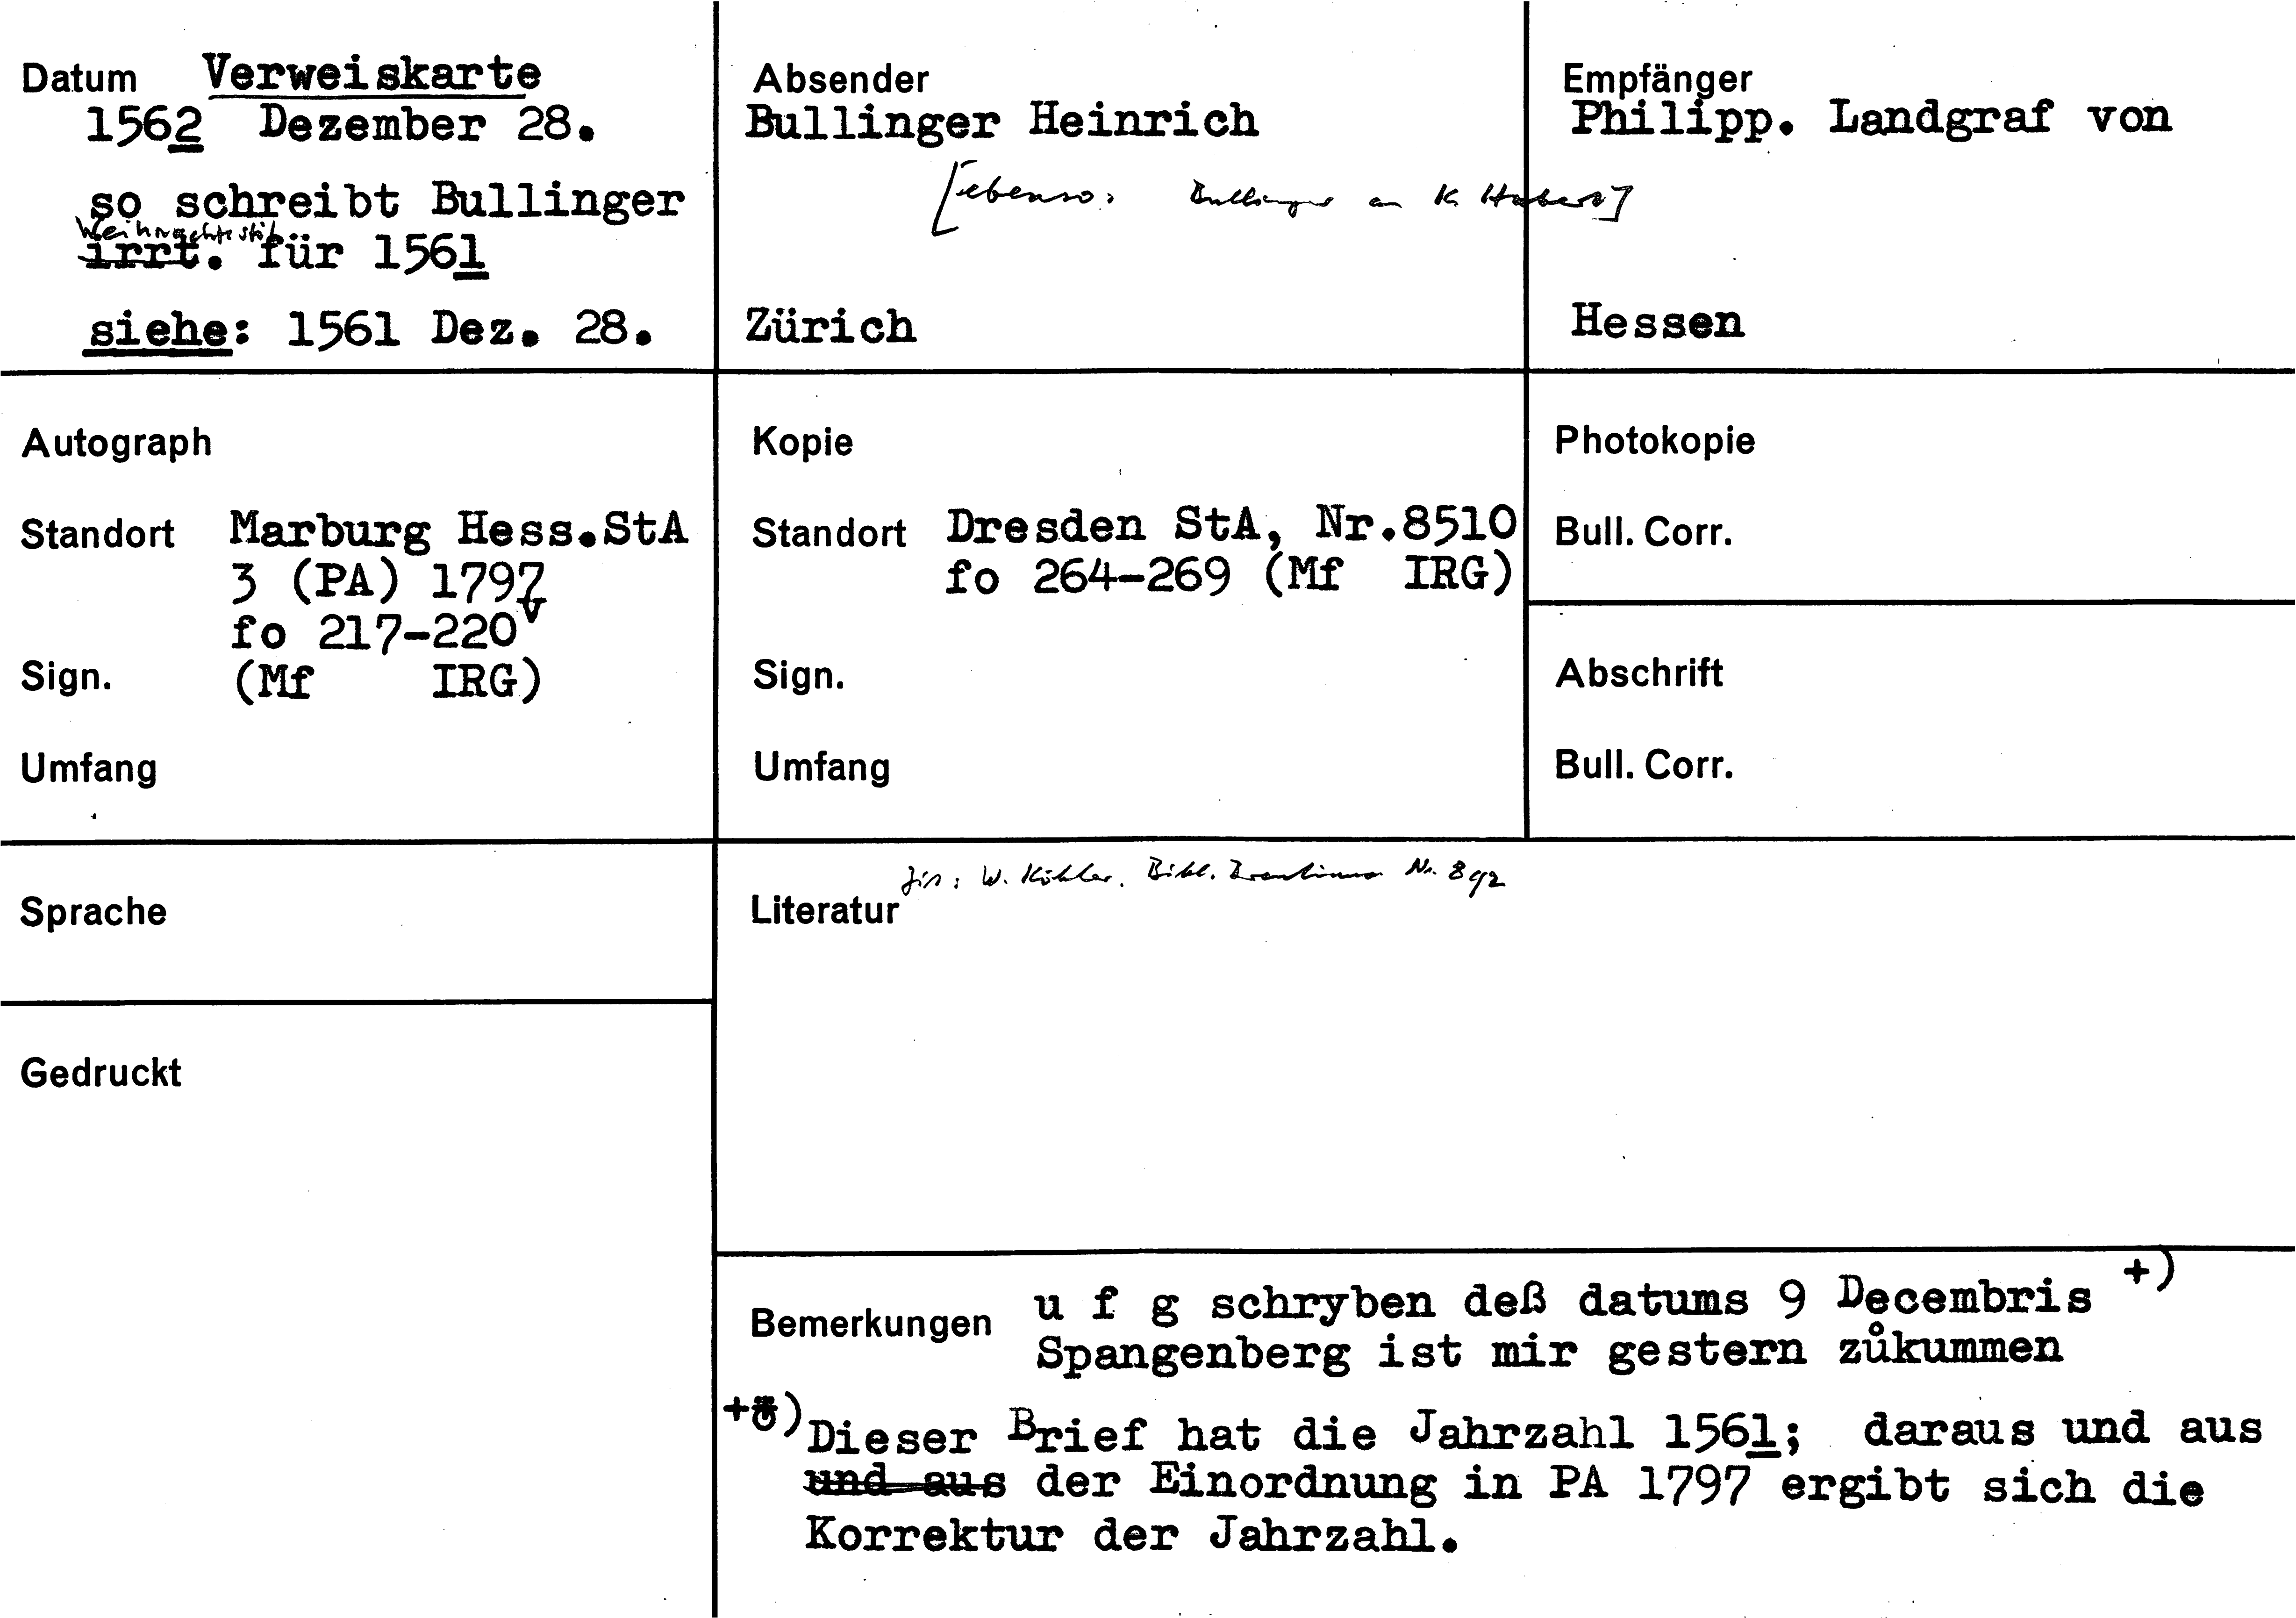 Datum Verweiskarte
1562 Dezember 28.
so schreibt Bullinger
Weihnachtsstil
irrt. für 1561
siehe: 1561 Dez. 28.
Absender
Bullinger Heinrich
[ebenso: Bullinger an K. Hubert]
Zürich
Empfänger
Philipp. Landgraf von
Hessen
Autograph
Standort Marburg Hess.StA
3 (PA) 1797
fo 217-220v
Sign. (Mf IRG)
Umfang
Kopie
Standort Dresden StA, Nr.8510
fo 264-269 (Mf IRG)
Sign.
Umfang
Photokopie
Bull. Corr.
Abschrift
Bull. Corr.
Sprache
Gedruckt
W. Köhler. Bibl. Brentiana Nr. 892
Literatur
Bemerkungen u f g schryben deß datums 9 Decembris +)
Spangenberg ist mir gestern zůkummen
+) Dieser Brief hat die Jahrzahl 1561; daraus und aus
und aus der Einordnung in PA 1797 ergibt sich die
Korrektur der Jahrzahl.